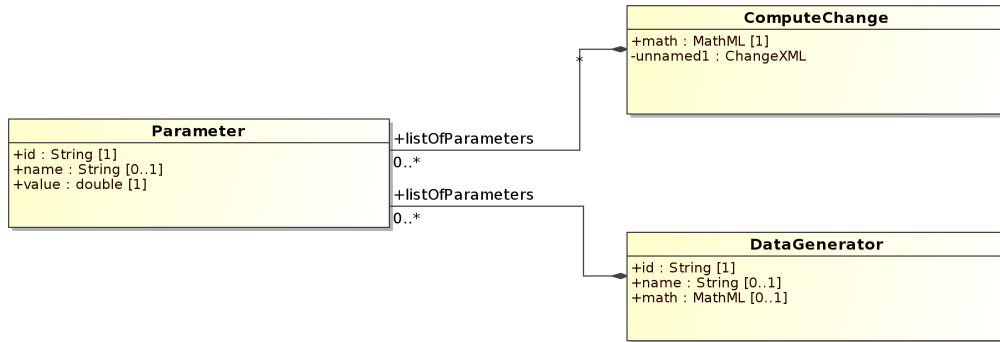 ComputeChange
+math : MathML [1]
-unnamed1 : ChangeXML
*
Parameter
+id : String [1]
+name : String [0..1]
+value : double [1]
+listOfParameters
0..*
+listOfParameters
0..*
DataGenerator
+id : String [1]
+name : String [0..1]
+math : MathML [0..1]